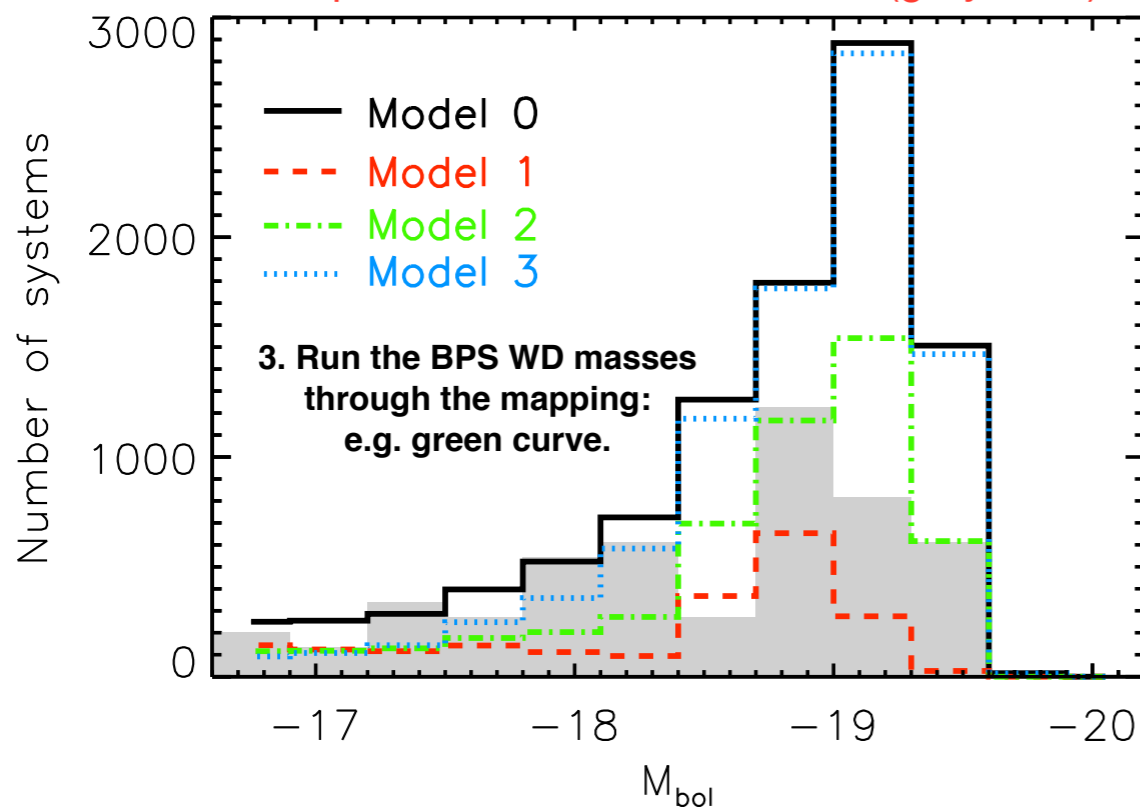 3000
2000
1000
0
Number of systems
Model 0
Model 1
Model 2
Model 3
3. Run the BPS WD masses
through the mapping:
e.g. green curve.
−17
−18
−19
−20
M_bol